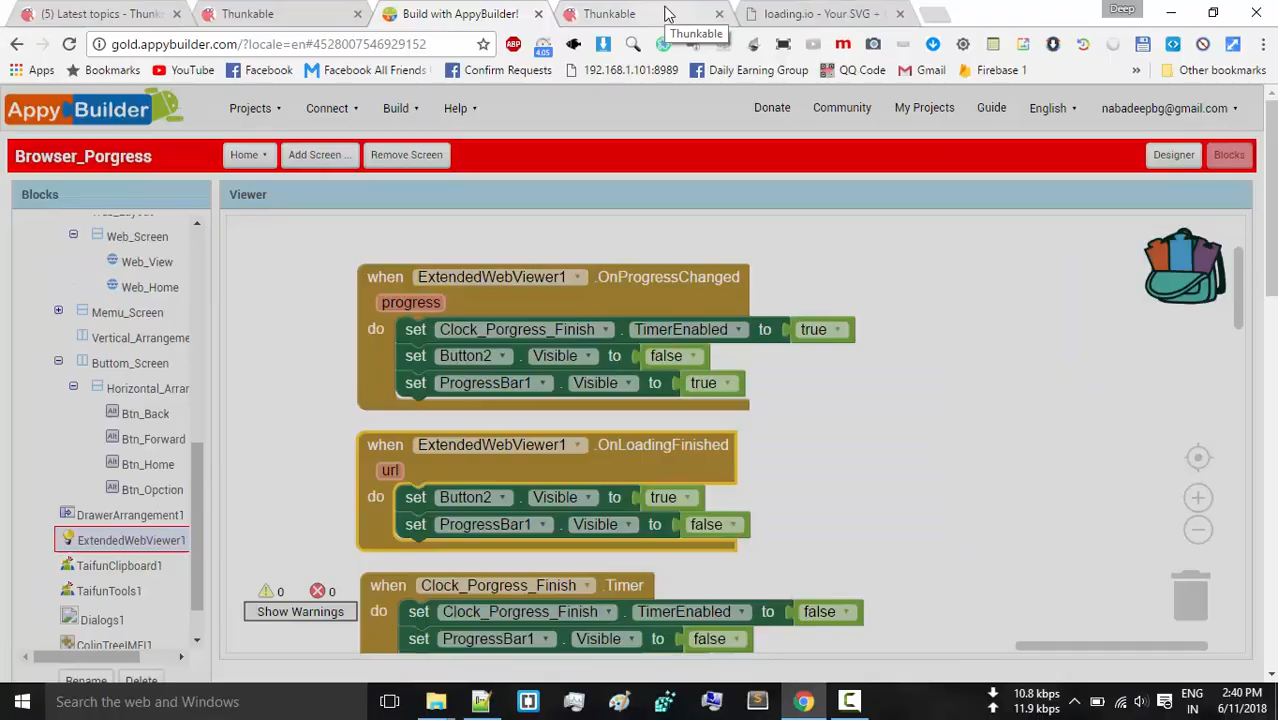 (5) Latest topics - Thunk
Thunkable
Build with AppyBuilder!
Thunkable
loading.io - Your SVG +
Deep
Thunkable
gold.appybuilder.com/?locale=en#4528007546929152
ABP
4.05
Apps
Bookmarks
YouTube
Facebook
Facebook All Friends
Confirm Requests
192.168.1.101:8989
Daily Earning Group
QQ Code
Gmail
Firebase 1
»
Other bookmarks
Appy Builder
Projects
Connect
Build
Help
Donate
Community
My Projects
Guide
English
nabadeepbg@gmail.com
Browser_Porgress
Home
Add Screen ...
Remove Screen
Designer
Blocks
Blocks
Viewer
Web_Screen
Web_View
Web_Home
Memu_Screen
Vertical_Arrangeme
Buttom_Screen
Horizontal_Arrar
Btn_Back
Btn_Forward
Btn_Home
Btn_Opction
DrawerArrangement1
ExtendedWebViewer1
TaifunClipboard1
TaifunTools1
Dialogs1
ColinTreeIMEI1
Rename
Delete
when ExtendedWebViewer1 .OnProgressChanged
progress
do set Clock_Porgress_Finish . TimerEnabled to true
set Button2 . Visible to false
set ProgressBar1 . Visible to true
when ExtendedWebViewer1 .OnLoadingFinished
url
do set Button2 . Visible to true
set ProgressBar1 . Visible to false
when Clock_Porgress_Finish .Timer
do set Clock_Porgress_Finish . TimerEnabled to false
set ProgressBar1 . Visible to false
0 0
Show Warnings
Search the web and Windows
10.8 kbps
11.9 kbps
ENG
IN
2:40 PM
6/11/2018